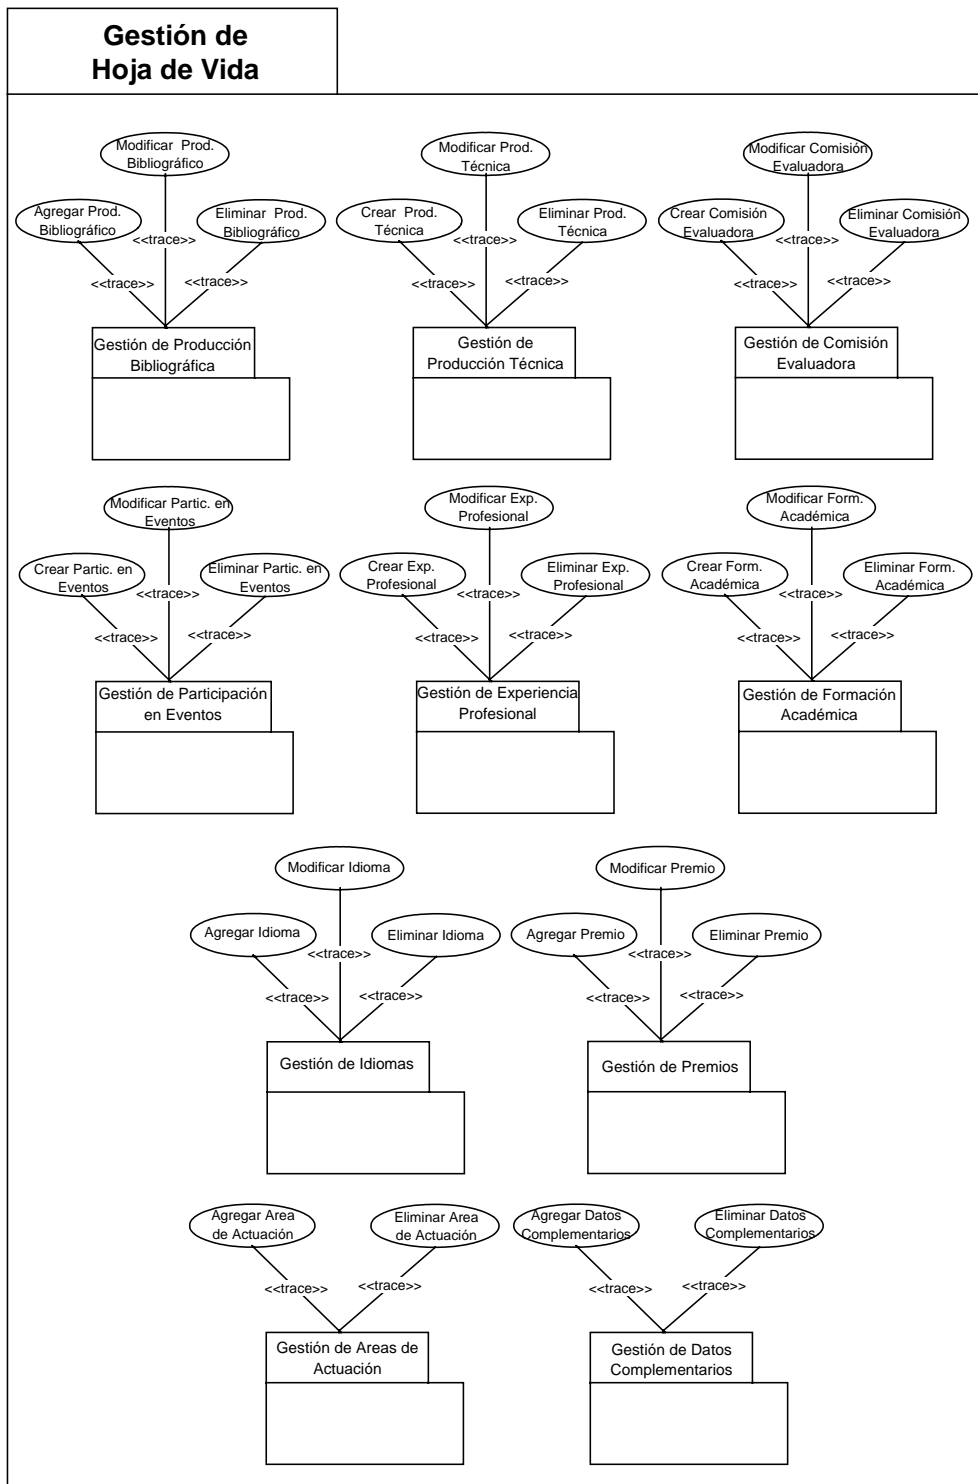 Gestión de
Hoja de Vida
Modificar Prod.
Bibliográfico
Agregar Prod.
Bibliográfico
Eliminar Prod.
Bibliográfico
<<trace>>
<<trace>>
<<trace>>
Gestión de Producción
Bibliográfica
Modificar Prod.
Técnica
Crear Prod.
Técnica
Eliminar Prod.
Técnica
<<trace>>
<<trace>>
<<trace>>
Gestión de
Producción Técnica
Modificar Comisión
Evaluadora
Crear Comisión
Evaluadora
Eliminar Comisión
Evaluadora
<<trace>>
<<trace>>
<<trace>>
Gestión de Comisión
Evaluadora
Modificar Partic. en
Eventos
Crear Partic. en
Eventos
Eliminar Partic. en
Eventos
<<trace>>
<<trace>>
<<trace>>
Gestión de Participación
en Eventos
Modificar Exp.
Profesional
Crear Exp.
Profesional
Eliminar Exp.
Profesional
<<trace>>
<<trace>>
<<trace>>
Gestión de Experiencia
Profesional
Modificar Form.
Académica
Crear Form.
Académica
Eliminar Form.
Académica
<<trace>>
<<trace>>
<<trace>>
Gestión de Formación
Académica
Modificar Idioma
Agregar Idioma
Eliminar Idioma
<<trace>>
<<trace>>
<<trace>>
Gestión de Idiomas
Modificar Premio
Agregar Premio
Eliminar Premio
<<trace>>
<<trace>>
<<trace>>
Gestión de Premios
Agregar Area
de Actuación
Eliminar Area
de Actuación
<<trace>>
<<trace>>
Gestión de Areas de
Actuación
Agregar Datos
Complementarios
Eliminar Datos
Complementarios
<<trace>>
<<trace>>
Gestión de Datos
Complementarios